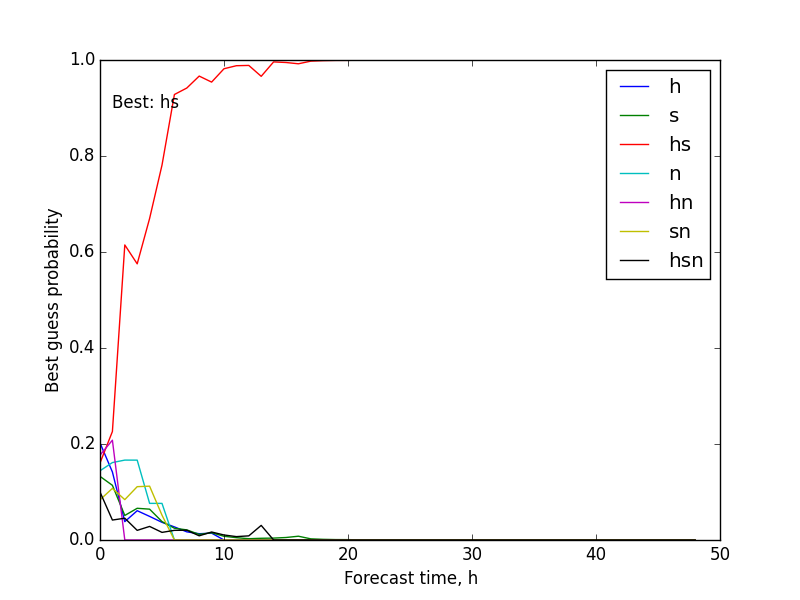 1.0
0.8
0.6
0.4
0.2
0.0
Best guess probability
Best: hs
h
s
hs
n
hn
sn
hsn
0 10 20 30 40 50
Forecast time, h